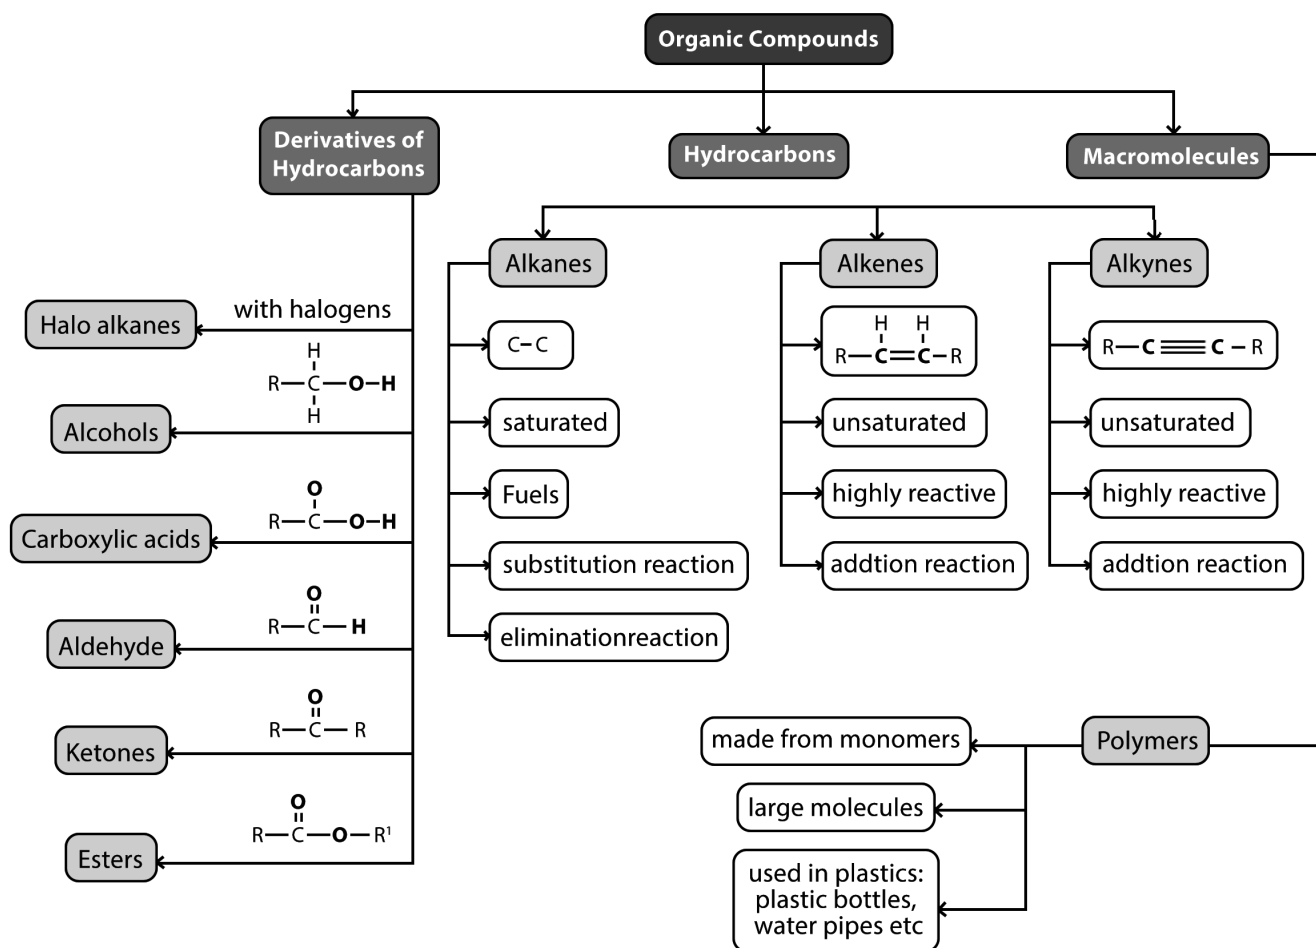 Organic Compounds
Derivatives of
Hydrocarbons
Hydrocarbons
Macromolecules
with halogens
Halo alkanes
H
R—C—O—H
H
Alcohols
O
R—C—O—H
Carboxylic acids
O
R—C—H
Aldehyde
O
R—C—R
Ketones
O
R—C—O—R¹
Esters
Alkanes
C–C
saturated
Fuels
substitution reaction
eliminationreaction
Alkenes
H H
R—C=C–R
unsaturated
highly reactive
addtion reaction
Alkynes
R—C≡C–R
unsaturated
highly reactive
addtion reaction
Polymers
made from monomers
large molecules
used in plastics:
plastic bottles,
water pipes etc